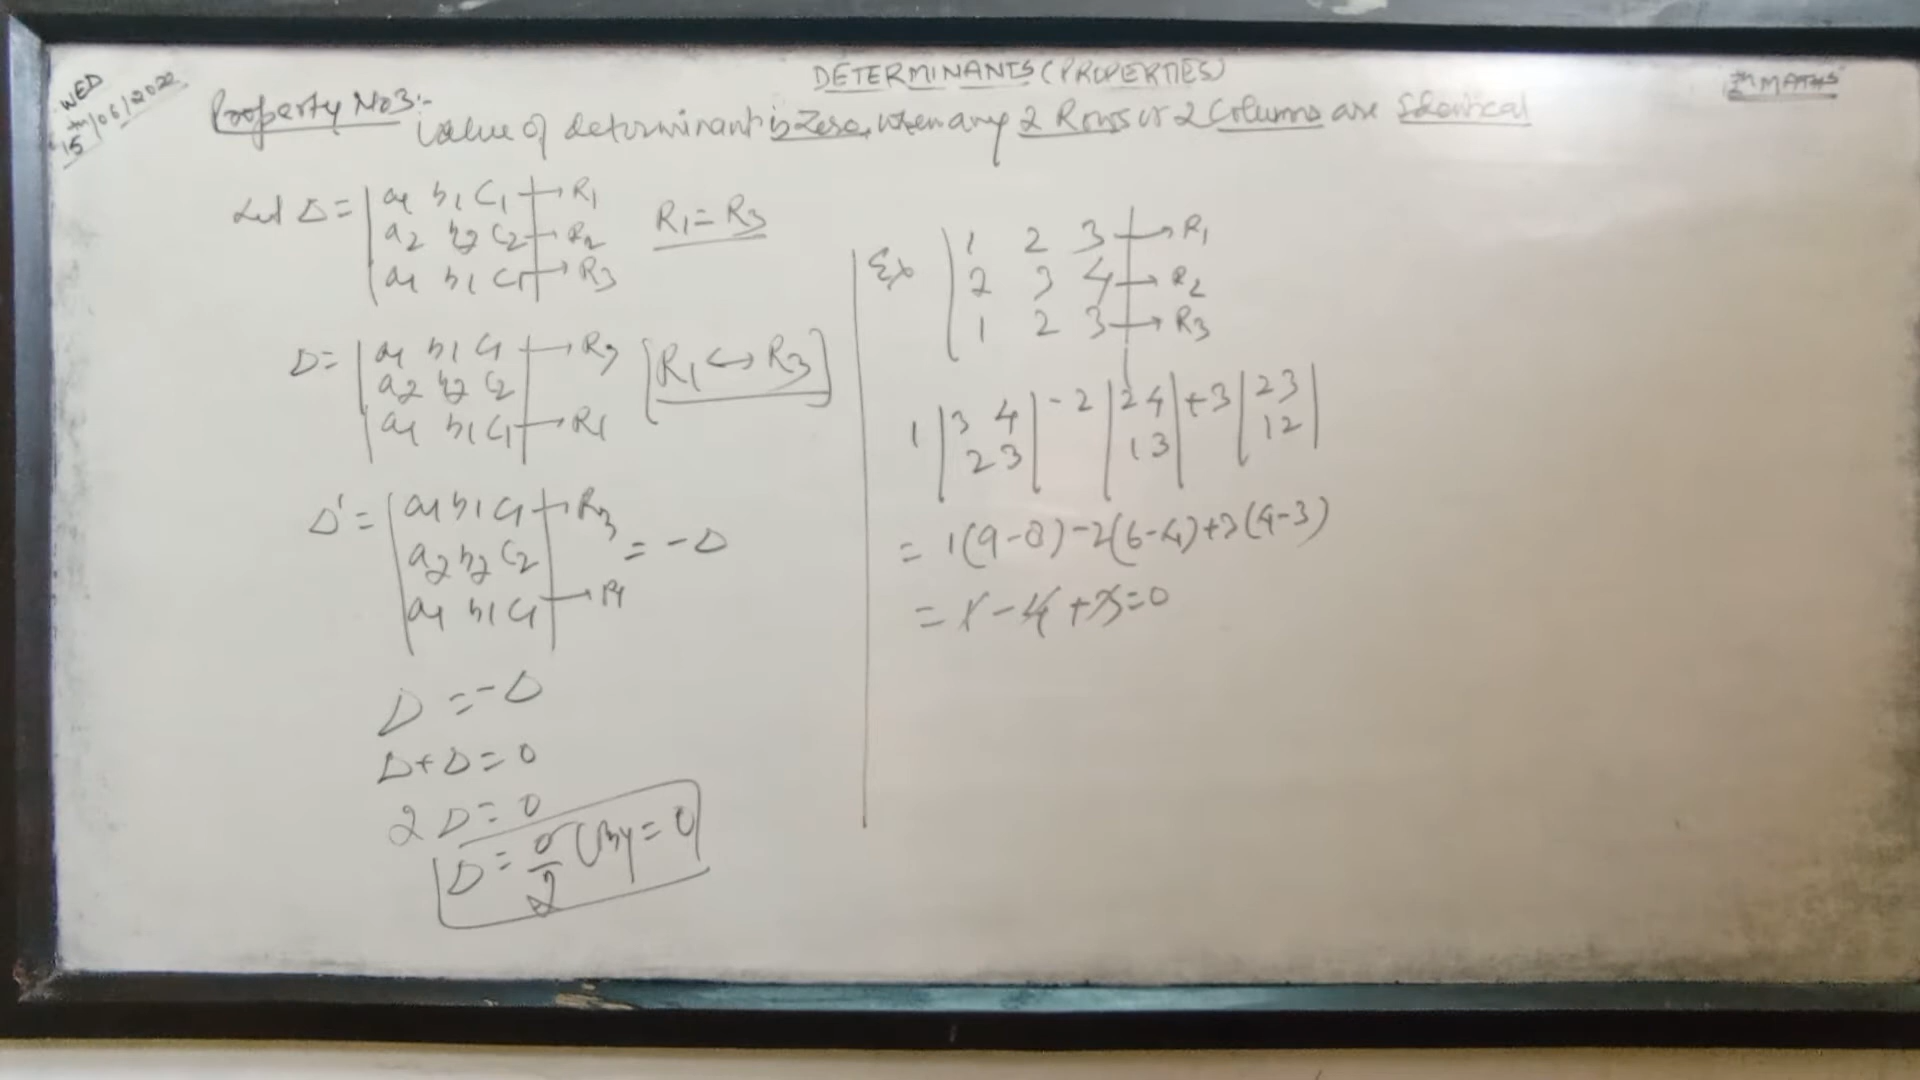 DETERMINANTS (PROPERTIES)
WED
15th/06/2022
Property No3:- Value of determinant is Zero, when any 2 Rows or 2 Columns are Identical
Let Δ = | a1 b1 c1 | → R1
| a2 b2 c2 | → R2
| a1 b1 c1 | → R3
R1 = R3
Δ = | a1 b1 c1 | → R3
| a2 b2 c2 |
| a1 b1 c1 | → R1
[R1 ↔ R3]
Δ' = | a1 b1 c1 | → R3
| a2 b2 c2 | = -Δ
| a1 b1 c1 | → R1
Δ = -Δ
Δ + Δ = 0
2Δ = 0
Δ = 0/2 = 0
Ex | 1 2 3 | → R1
| 2 3 4 | → R2
| 1 2 3 | → R3
1 | 3 4 | - 2 | 2 4 | + 3 | 2 3 |
| 2 3 | | 1 3 | | 1 2 |
= 1(9-8) -2(6-4) +3(4-3)
= 1 - 4 + 3 = 0
MATHS